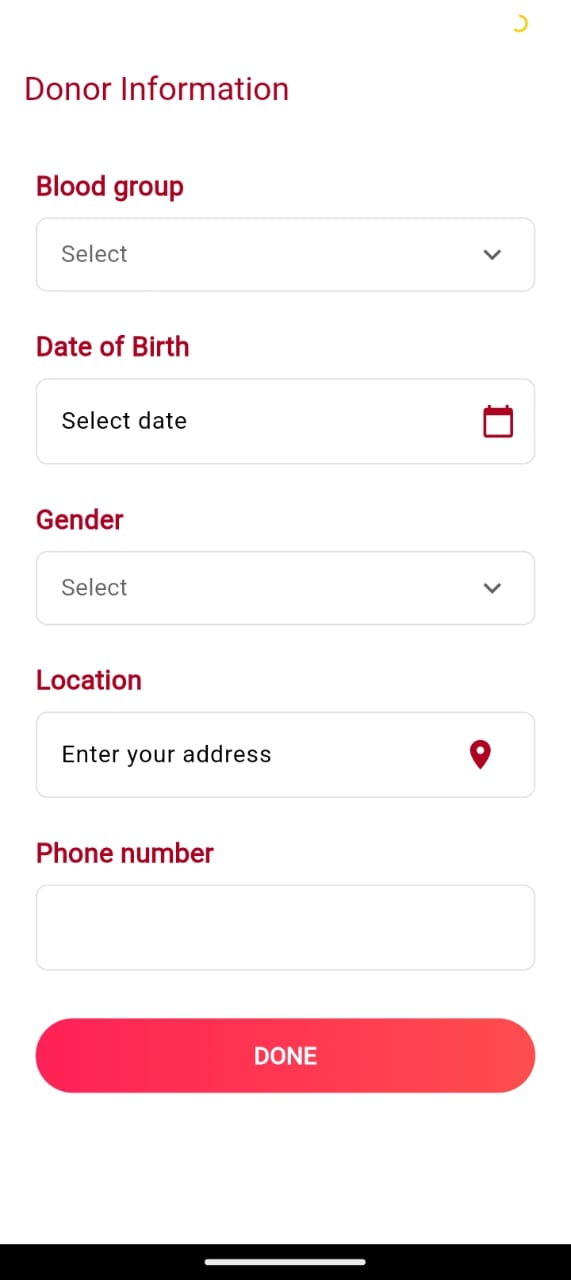 Donor Information
Blood group
Select
Date of Birth
Select date
Gender
Select
Location
Enter your address
Phone number
DONE